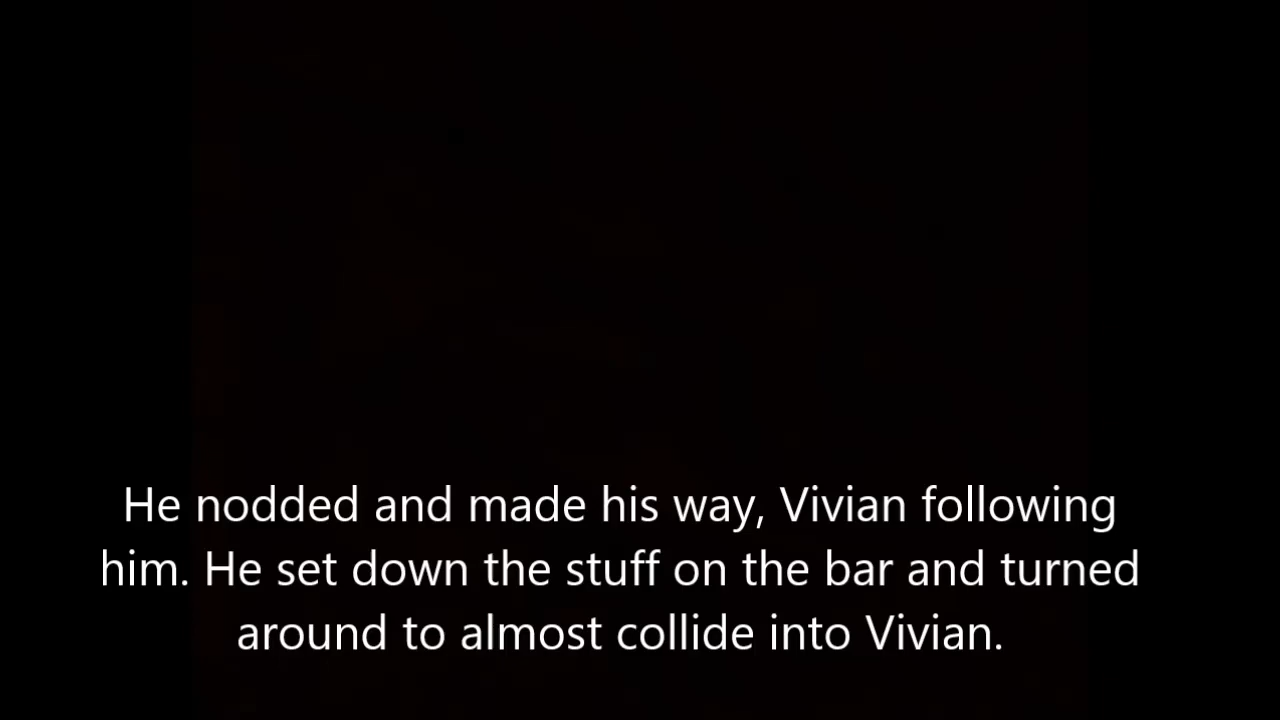 He nodded and made his way, Vivian following
him. He set down the stuff on the bar and turned
around to almost collide into Vivian.